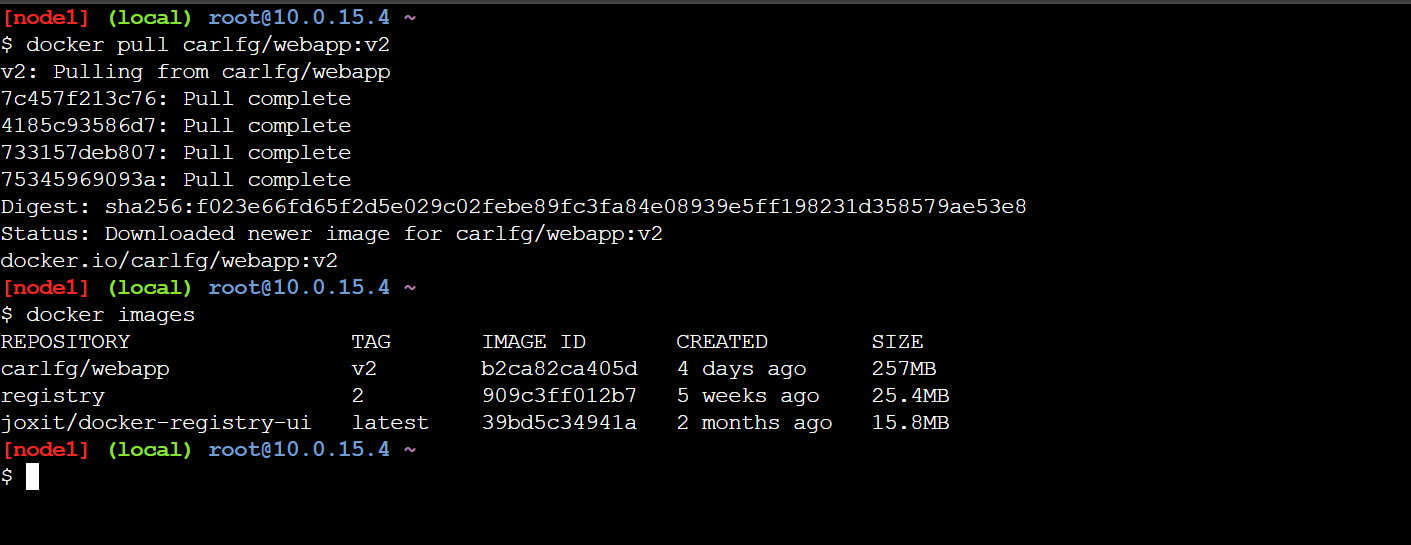 [node1] (local) root@10.0.15.4 ~
$ docker pull carlfg/webapp:v2
v2: Pulling from carlfg/webapp
7c457f213c76: Pull complete
4185c93586d7: Pull complete
733157deb807: Pull complete
75345969093a: Pull complete
Digest: sha256:f023e66fd65f2d5e029c02febe89fc3fa84e08939e5ff198231d358579ae53e8
Status: Downloaded newer image for carlfg/webapp:v2
docker.io/carlfg/webapp:v2
[node1] (local) root@10.0.15.4 ~
$ docker images
REPOSITORY                 TAG       IMAGE ID       CREATED        SIZE
carlfg/webapp              v2        b2ca82ca405d   4 days ago     257MB
registry                   2         909c3ff012b7   5 weeks ago    25.4MB
joxit/docker-registry-ui   latest    39bd5c34941a   2 months ago   15.8MB
[node1] (local) root@10.0.15.4 ~
$